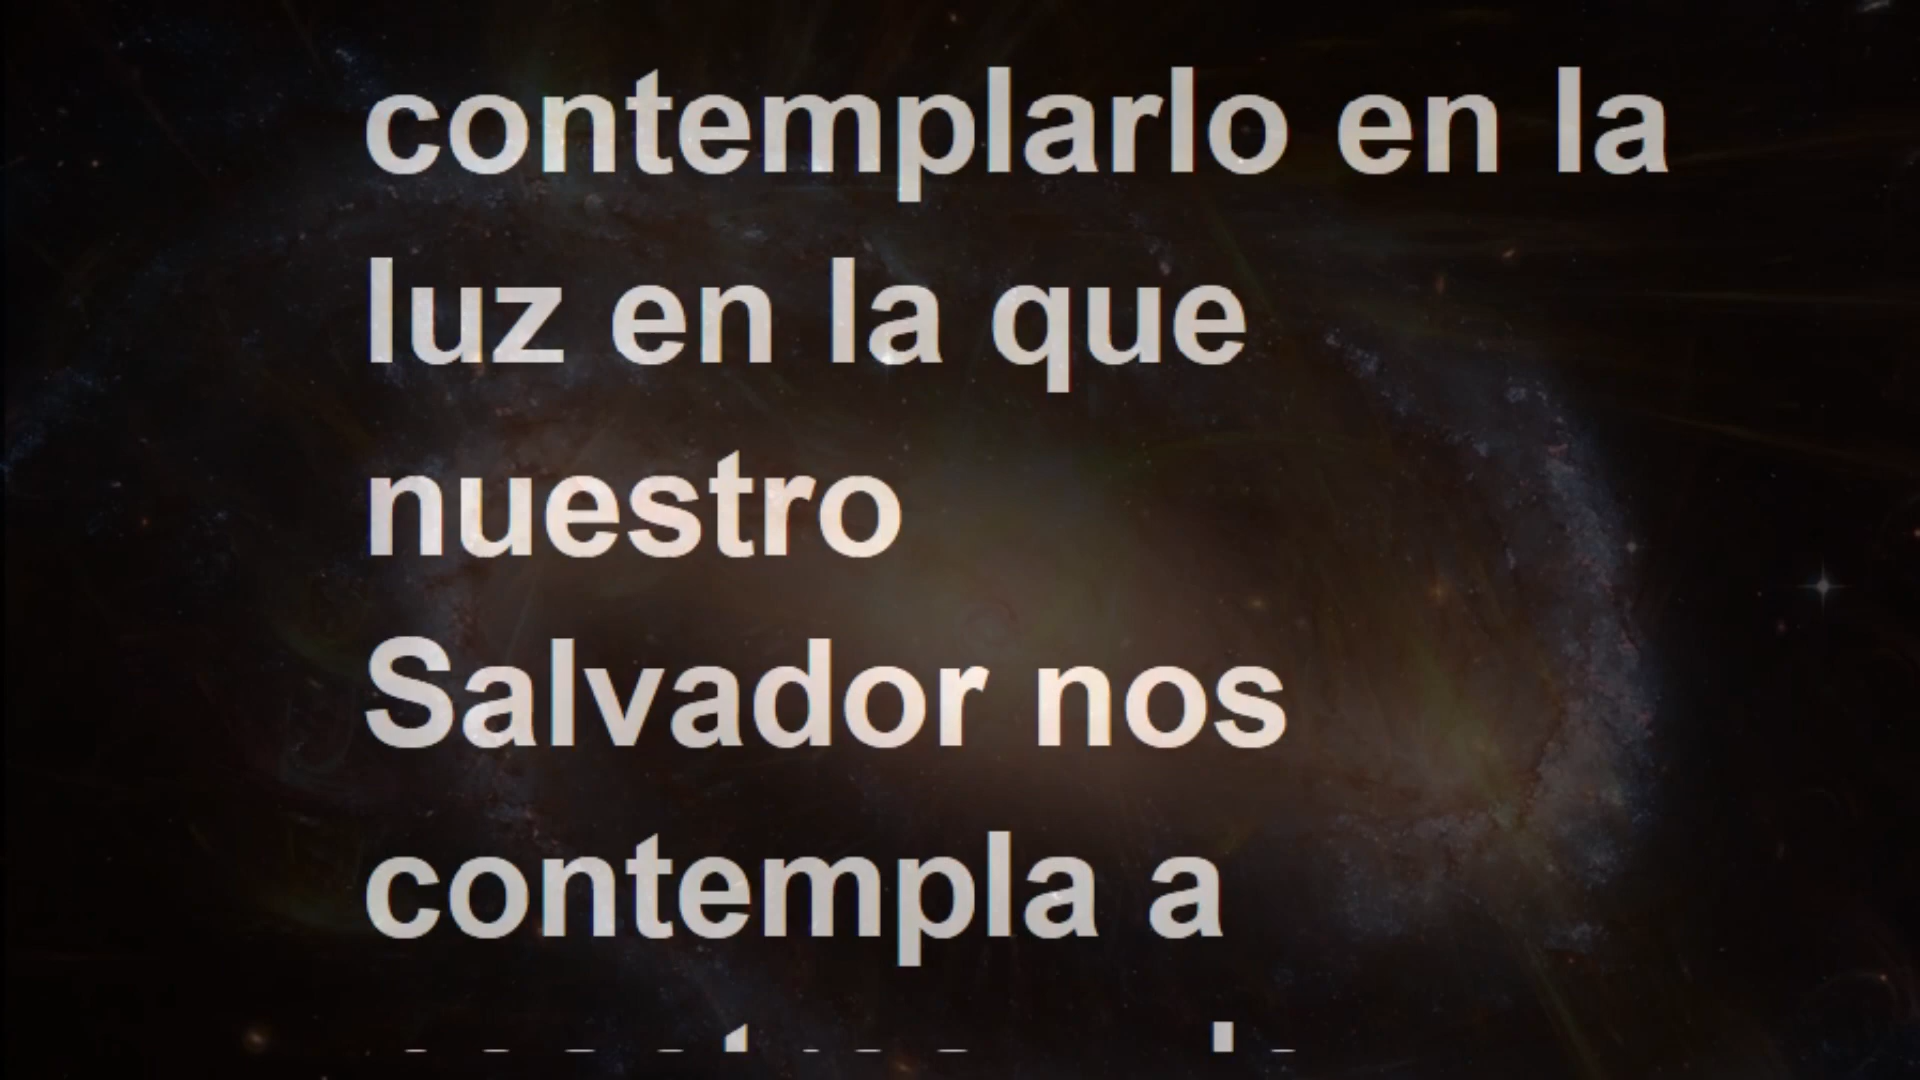 contemplarlo en la
luz en la que
nuestro
Salvador nos
contempla a